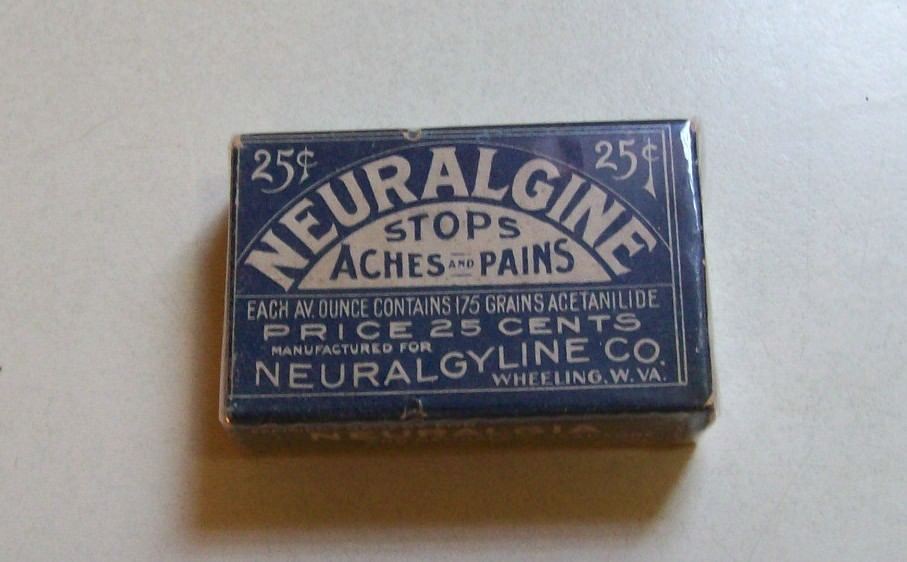 25¢ 25¢
NEURALGINE
STOPS
ACHES AND PAINS
EACH AV. OUNCE CONTAINS 175 GRAINS ACETANILIDE
PRICE 25 CENTS
MANUFACTURED FOR
NEURALGYLINE CO.
WHEELING, W. VA.
NEURALGIA